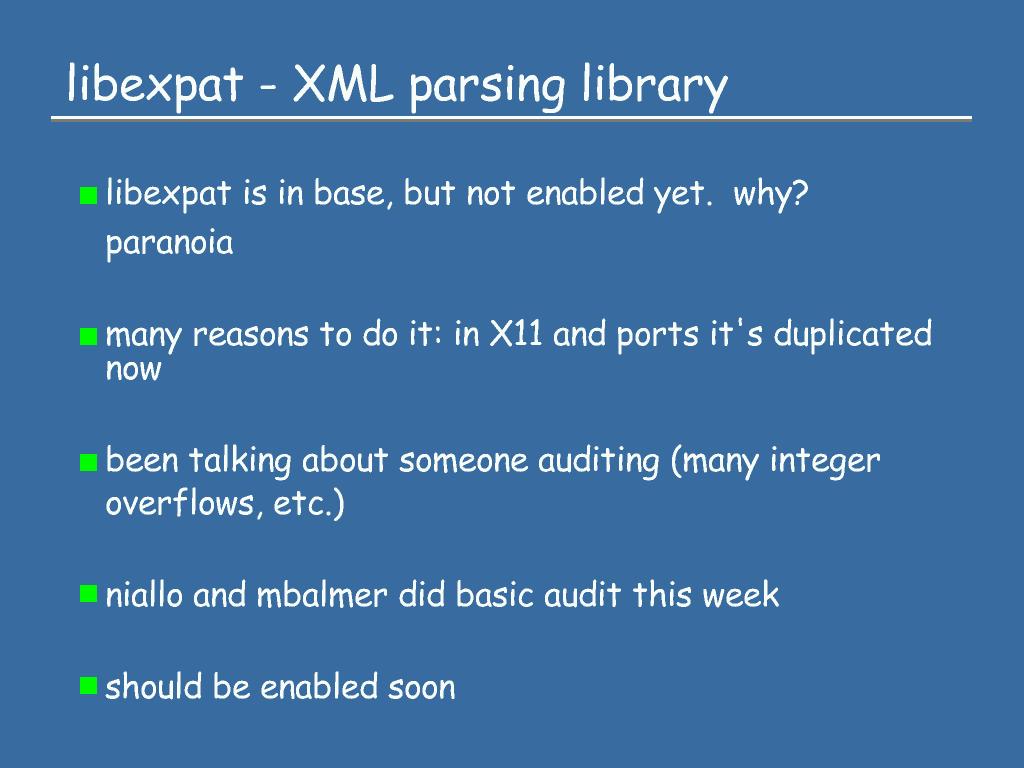 libexpat - XML parsing library
libexpat is in base, but not enabled yet.  why?
paranoia
many reasons to do it: in X11 and ports it's duplicated
now
been talking about someone auditing (many integer
overflows, etc.)
niallo and mbalmer did basic audit this week
should be enabled soon